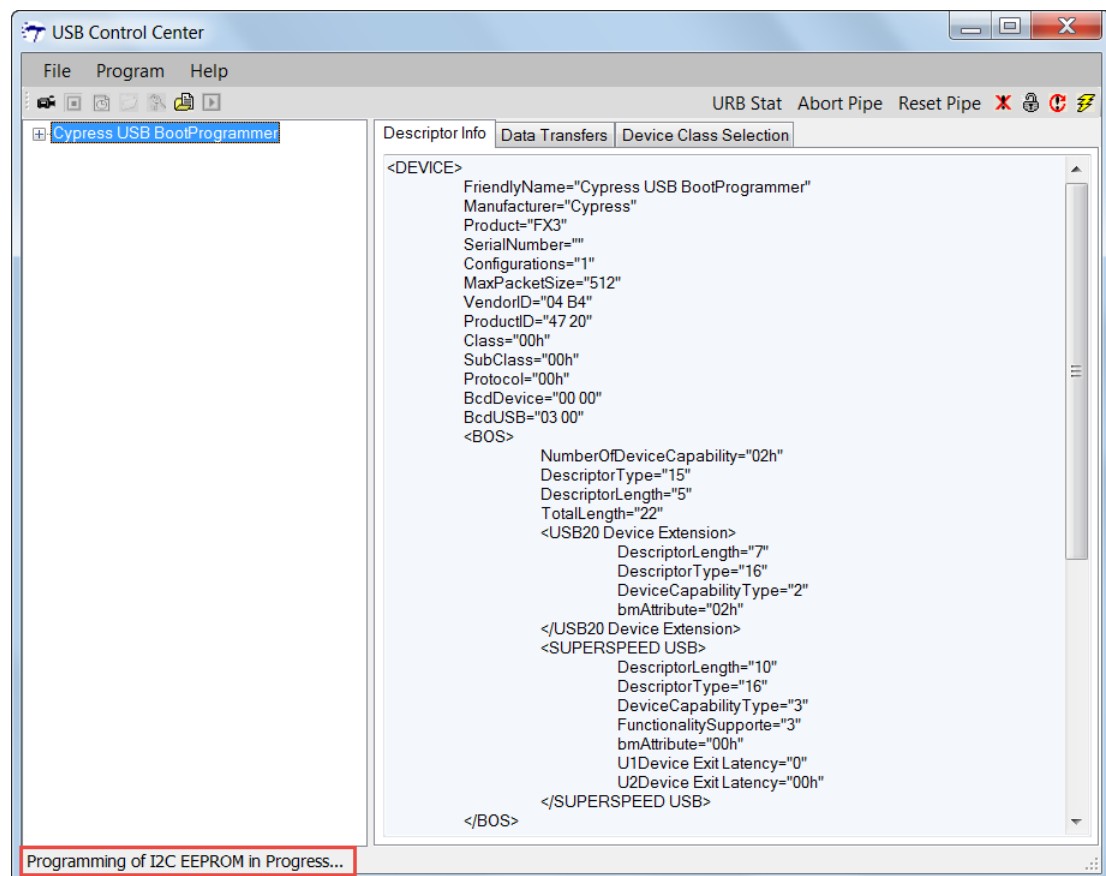 USB Control Center
File Program Help
URB Stat Abort Pipe Reset Pipe
Cypress USB BootProgrammer
Descriptor Info Data Transfers Device Class Selection
<DEVICE>
FriendlyName="Cypress USB BootProgrammer"
Manufacturer="Cypress"
Product="FX3"
SerialNumber=""
Configurations="1"
MaxPacketSize="512"
VendorID="04 B4"
ProductID="47 20"
Class="00h"
SubClass="00h"
Protocol="00h"
BcdDevice="00 00"
BcdUSB="03 00"
<BOS>
NumberOfDeviceCapability="02h"
DescriptorType="15"
DescriptorLength="5"
TotalLength="22"
<USB20 Device Extension>
DescriptorLength="7"
DescriptorType="16"
DeviceCapabilityType="2"
bmAttribute="02h"
</USB20 Device Extension>
<SUPERSPEED USB>
DescriptorLength="10"
DescriptorType="16"
DeviceCapabilityType="3"
FunctionalitySupporte="3"
bmAttribute="00h"
U1Device Exit Latency="0"
U2Device Exit Latency="00h"
</SUPERSPEED USB>
</BOS>
Programming of I2C EEPROM in Progress...